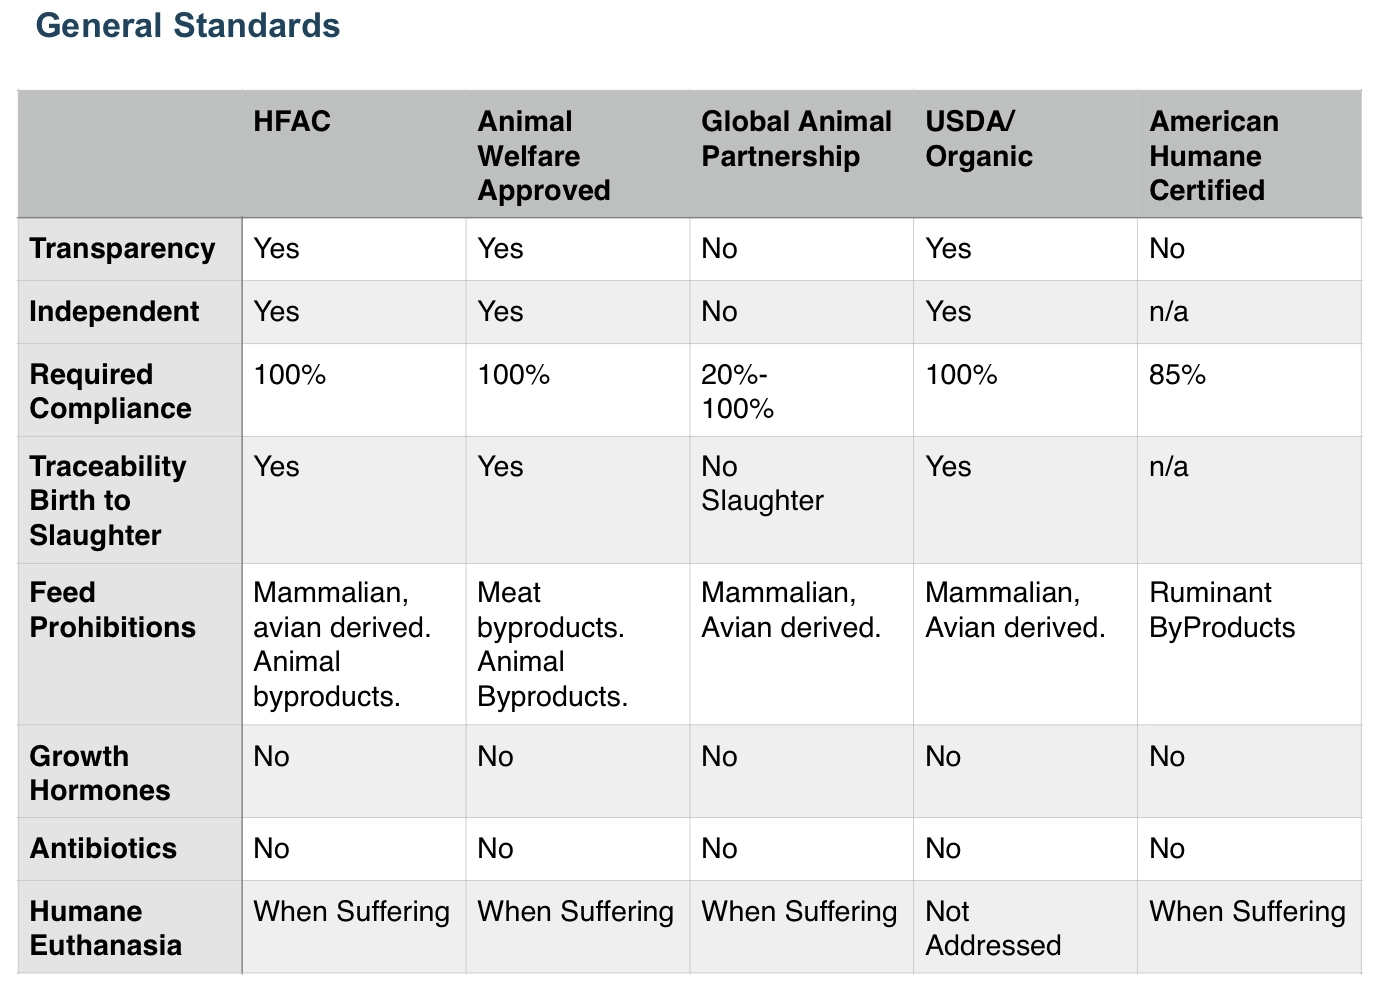 General Standards
HFAC
Animal
Welfare
Approved
Global Animal
Partnership
USDA/
Organic
American
Humane
Certified
Transparency
Yes
Yes
No
Yes
No
Independent
Yes
Yes
No
Yes
n/a
Required
Compliance
100%
100%
20%-
100%
100%
85%
Traceability
Birth to
Slaughter
Yes
Yes
No
Slaughter
Yes
n/a
Feed
Prohibitions
Mammalian,
avian derived.
Animal
byproducts.
Meat
byproducts.
Animal
Byproducts.
Mammalian,
Avian derived.
Mammalian,
Avian derived.
Ruminant
ByProducts
Growth
Hormones
No
No
No
No
No
Antibiotics
No
No
No
No
No
Humane
Euthanasia
When Suffering
When Suffering
When Suffering
Not
Addressed
When Suffering